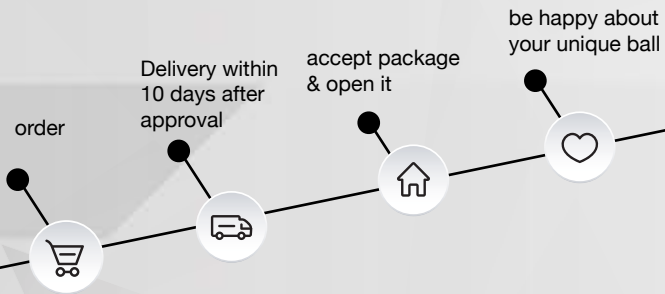 order
Delivery within
10 days after
approval
accept package
& open it
be happy about
your unique ball